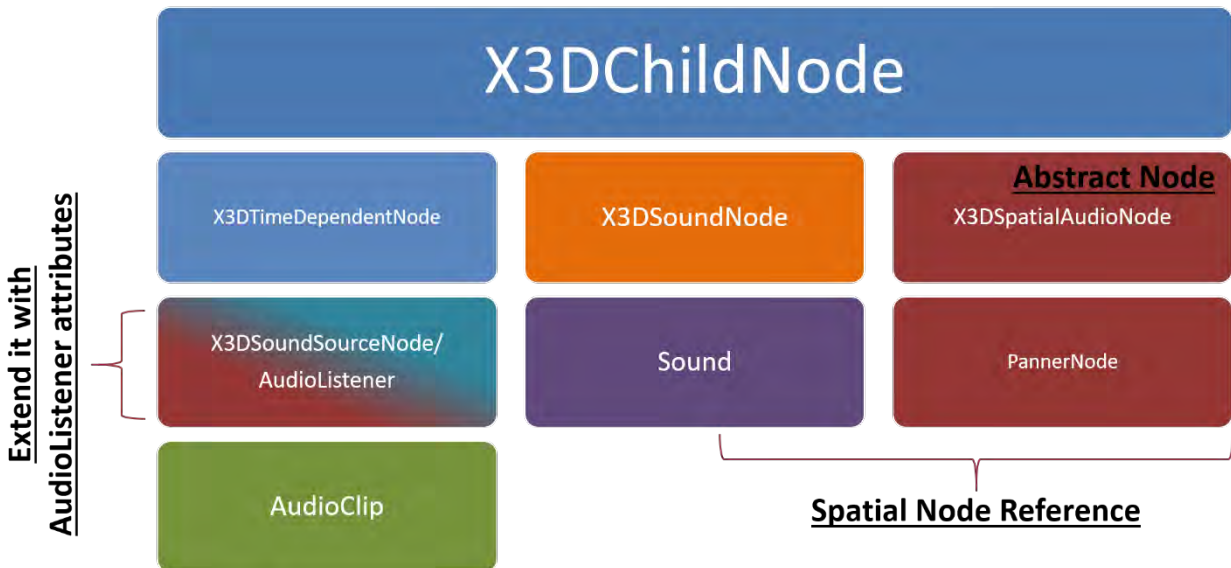 X3DChildNode
Abstract Node
X3DTimeDependentNode
X3DSoundNode
X3DSpatialAudioNode
Extend it with
AudioListener attributes
X3DSoundSourceNode/
AudioListener
Sound
PannerNode
AudioClip
Spatial Node Reference